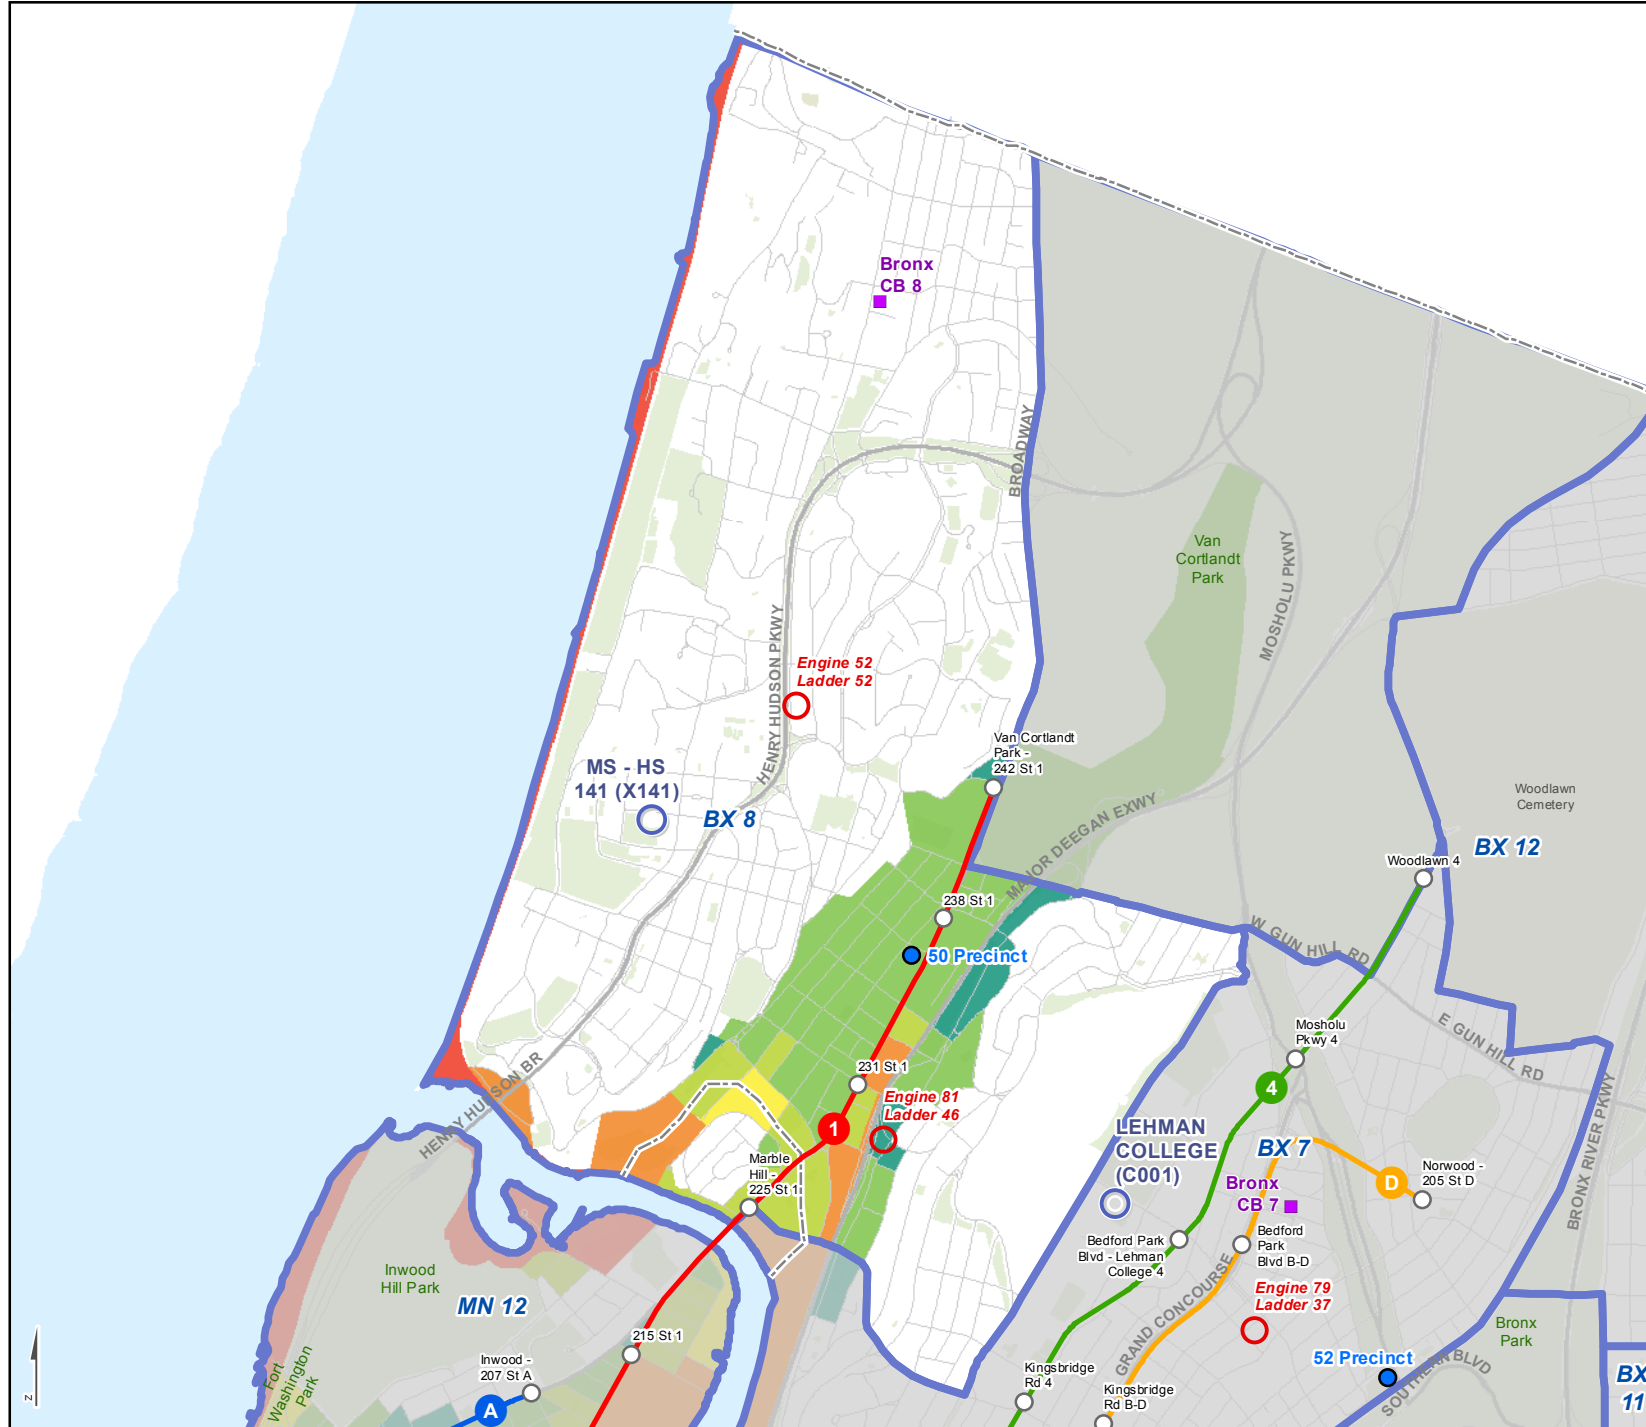 Bronx
CB 8
BROADWAY
Van
Cortlandt
Park
MOSHOLU PKWY
HENRY HUDSON PKWY
Engine 52
Ladder 52
MS - HS
141 (X141)
BX 8
Van Cortlandt
Park -
242 St 1
MAJOR DEEGAN EXWY
Woodlawn
Cemetery
BX 12
Woodlawn 4
238 St 1
50 Precinct
W GUN HILL RD
E GUN HILL RD
Mosholu
Pkwy 4
4
231 St 1
Engine 81
Ladder 46
1
HENRY HUDSON BR
LEHMAN
COLLEGE
(C001)
BX 7
BRONX RIVER PKWY
Marble
Hill -
225 St 1
Bronx
CB 7
D
Norwood -
205 St D
Bedford Park
Blvd - Lehman
College 4
Bedford
Park
Blvd B-D
Inwood
Hill Park
MN 12
GRAND CONCOURSE
Engine 79
Ladder 37
Bronx
Park
215 St 1
Inwood -
207 St A
A
Fort
Washington
Park
Kingsbridge
Rd 4
Kingsbridge
Rd B-D
52 Precinct
SOUTHERN BLVD
BX
11
N